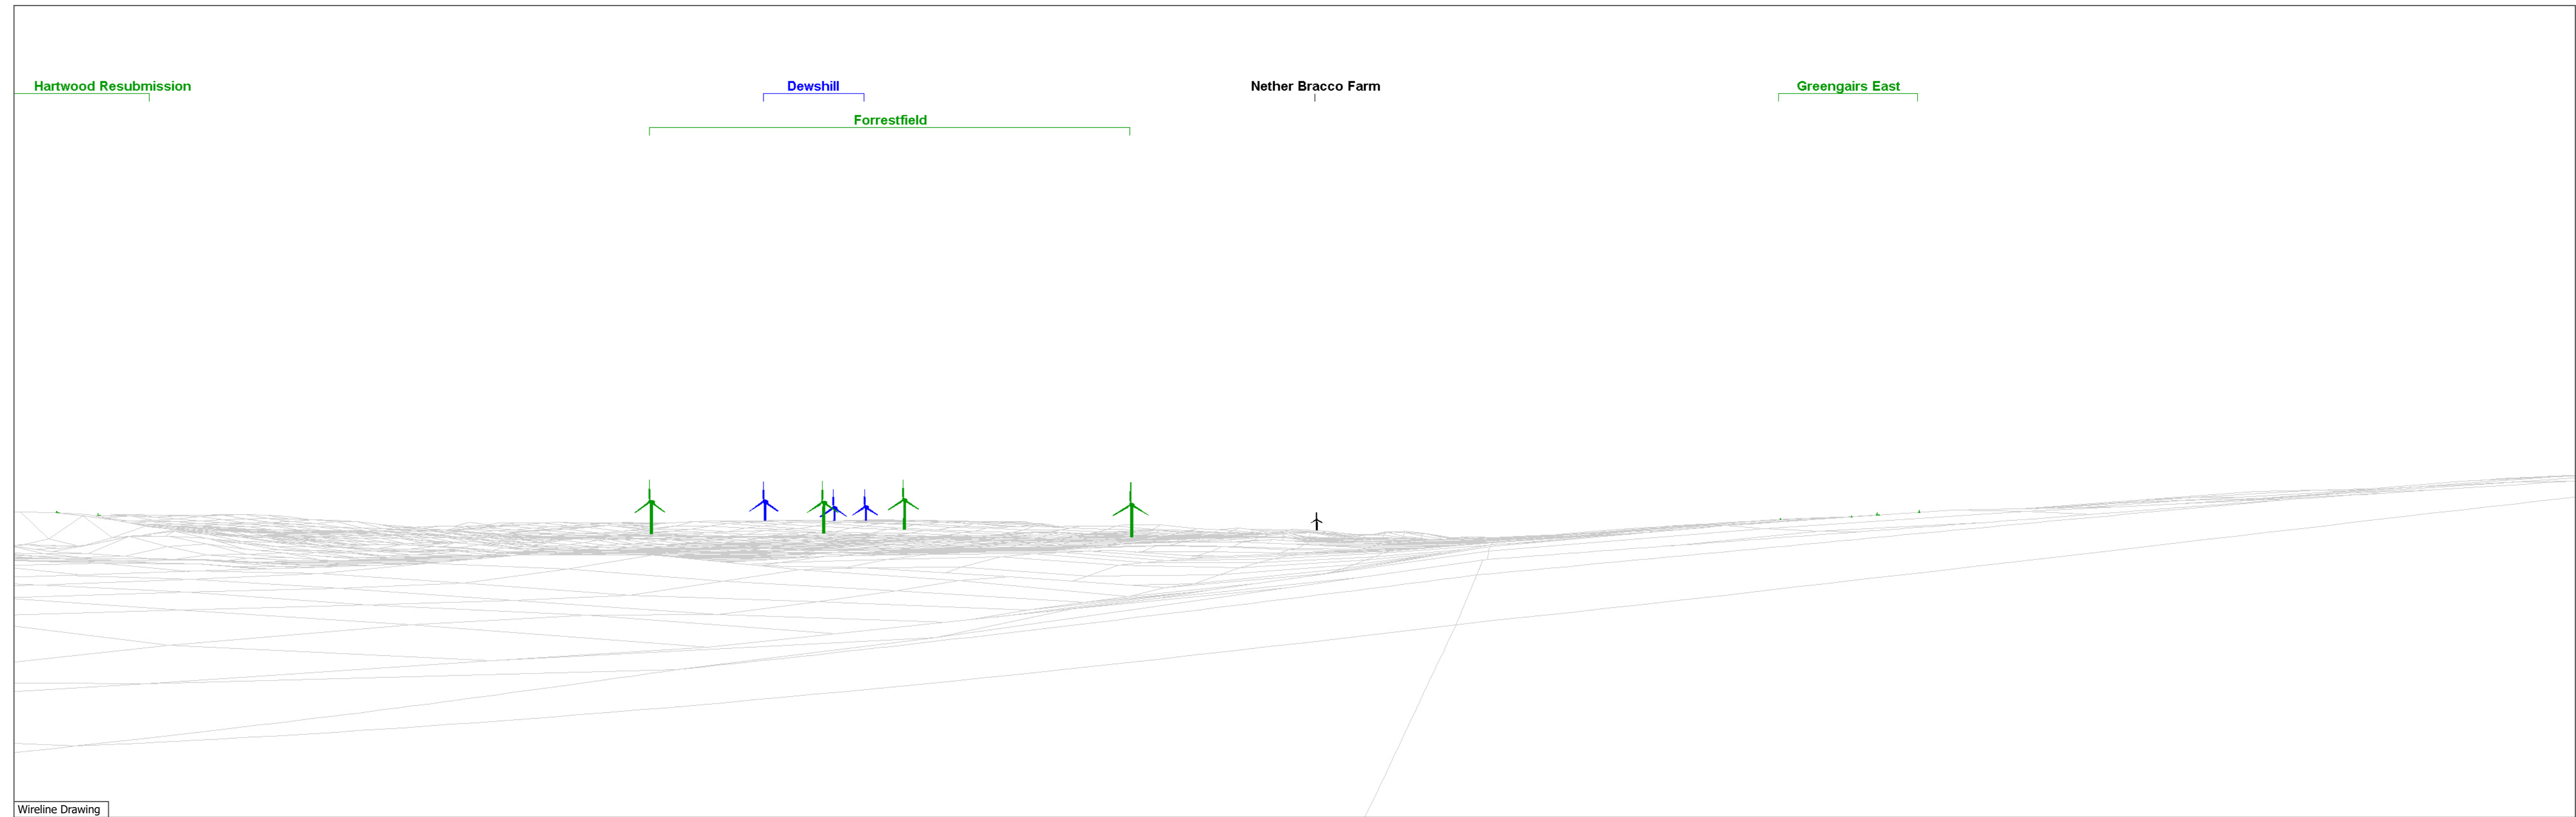 Hartwood Resubmission
Dewshill
Nether Bracco Farm
Greengairs East
Forrestfield
Wireline Drawing